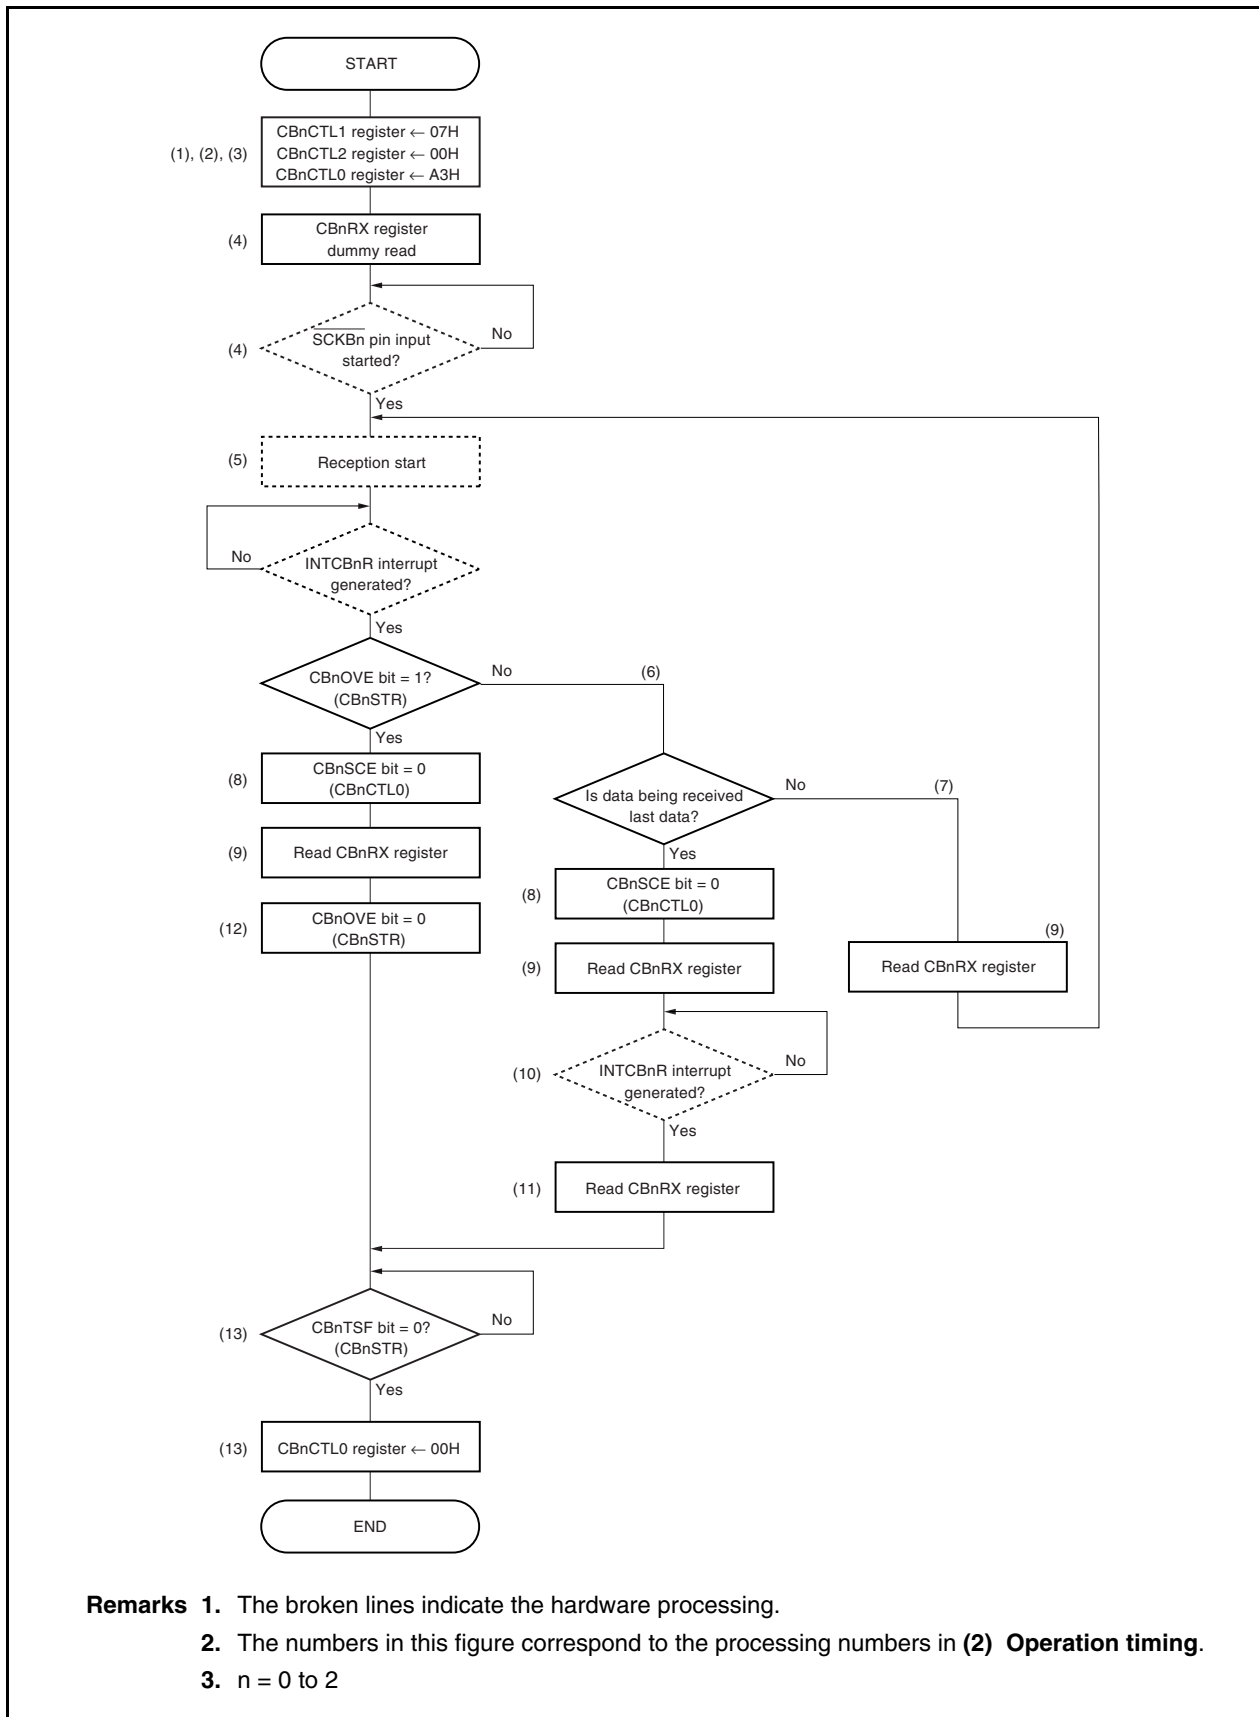 START
(1), (2), (3)
CBnCTL1 register ← 07H
CBnCTL2 register ← 00H
CBnCTL0 register ← A3H
(4)
CBnRX register
dummy read
(4)
SCKBn pin input
started?
No
Yes
(5)
Reception start
No
INTCBnR interrupt
generated?
Yes
CBnOVE bit = 1?
(CBnSTR)
No
(6)
Yes
(8)
CBnSCE bit = 0
(CBnCTL0)
Is data being received
last data?
No
(7)
(9)
Read CBnRX register
Yes
(8)
CBnSCE bit = 0
(CBnCTL0)
(12)
CBnOVE bit = 0
(CBnSTR)
(9)
Read CBnRX register
(9)
Read CBnRX register
(10)
INTCBnR interrupt
generated?
No
Yes
(11)
Read CBnRX register
(13)
CBnTSF bit = 0?
(CBnSTR)
No
Yes
(13)
CBnCTL0 register ← 00H
END
Remarks 1. The broken lines indicate the hardware processing.
2. The numbers in this figure correspond to the processing numbers in (2) Operation timing.
3. n = 0 to 2